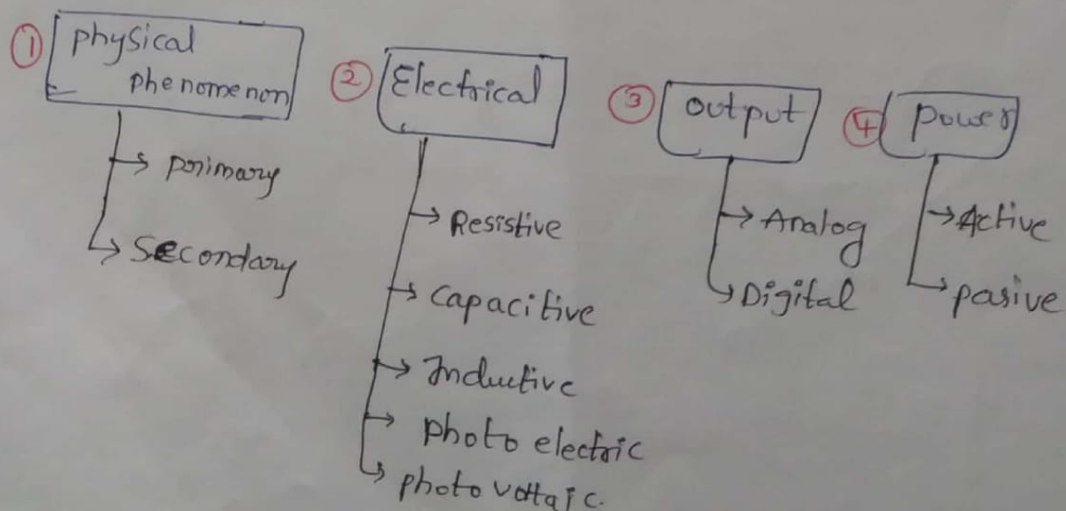 ① physical
phenomenon
→ primary
→ Secondary
② Electrical
→ Resistive
→ capacitive
→ Inductive
→ photo electric
→ photo voltaic.
③ output
→ Analog
→ Digital
④ power
→ Active
→ pasive